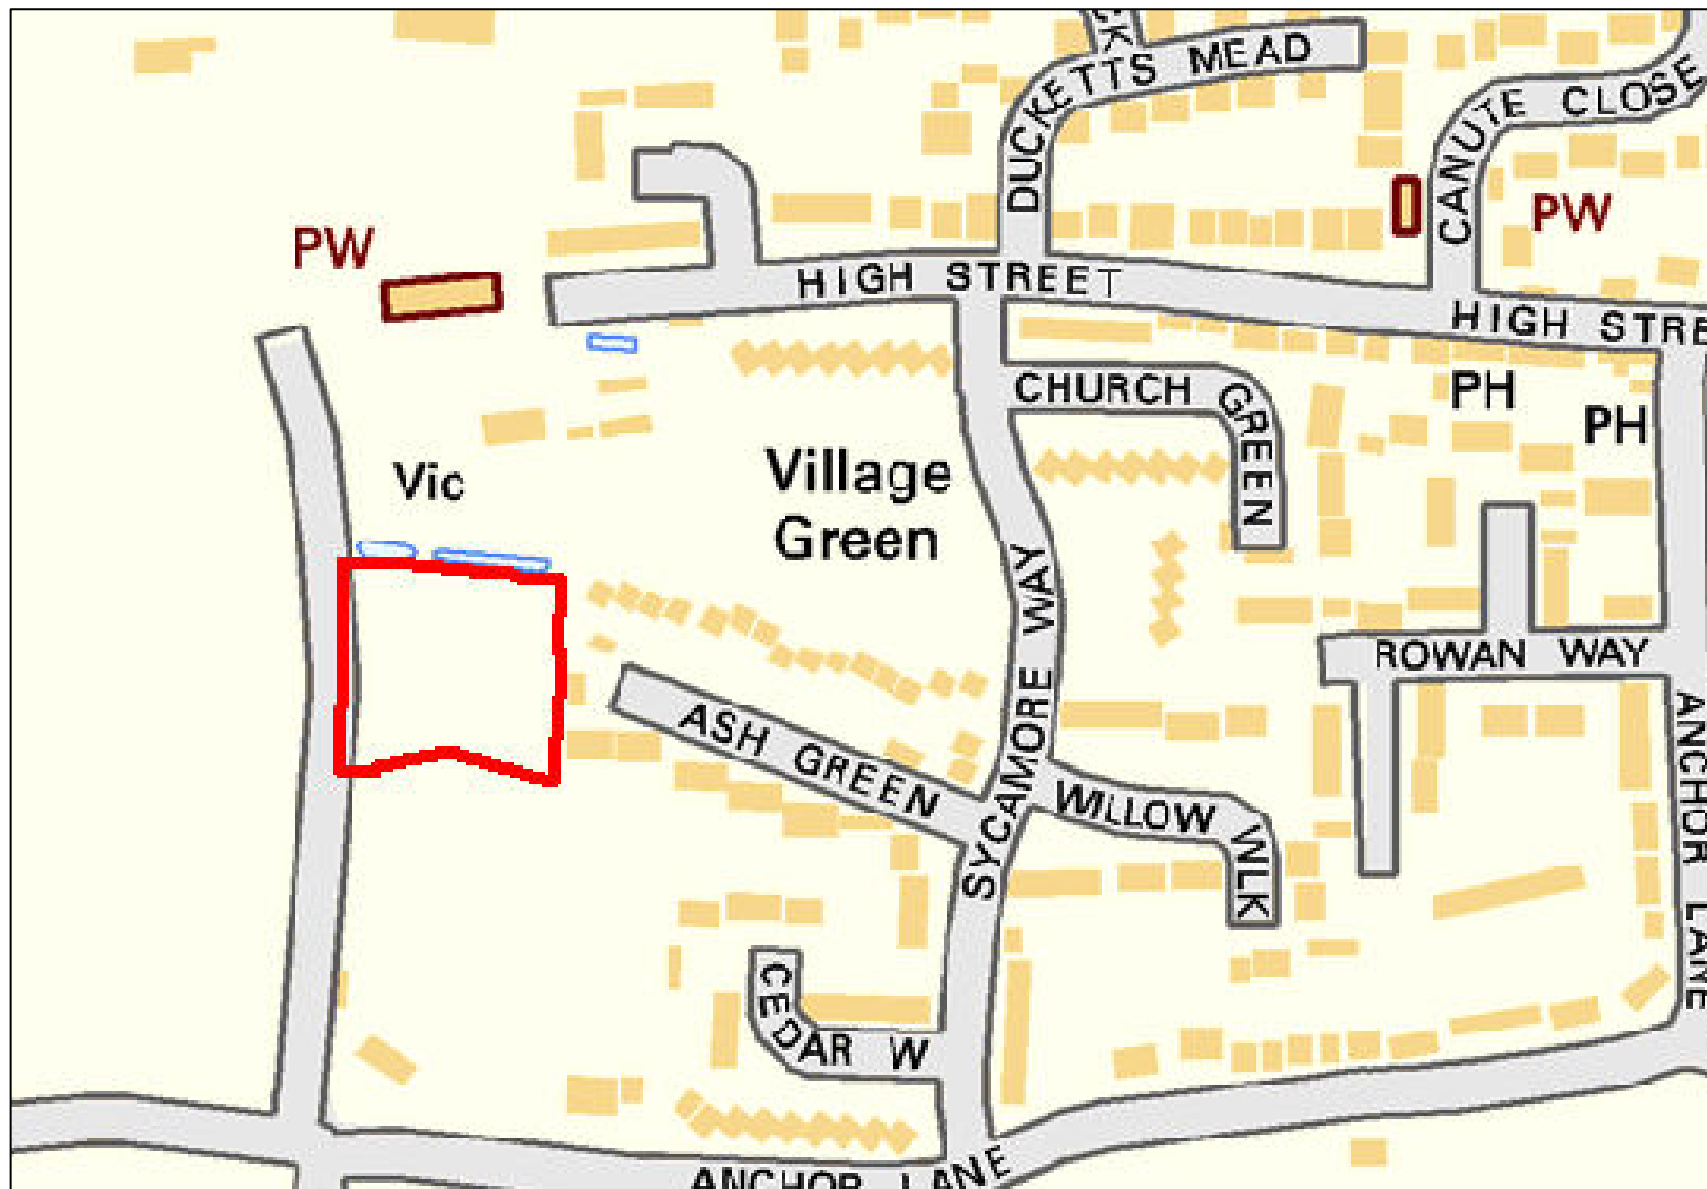 CK
DUCKETTS MEAD
CANUTE CLOSE
PW
PW
HIGH STREET
HIGH STRE
CHURCH GREEN
PH
PH
Vic
Village
Green
SYCAMORE WAY
ROWAN WAY
ASH GREEN
WILLOW WLK
ANCHOR LANE
CEDAR W
ANCHOR LANE